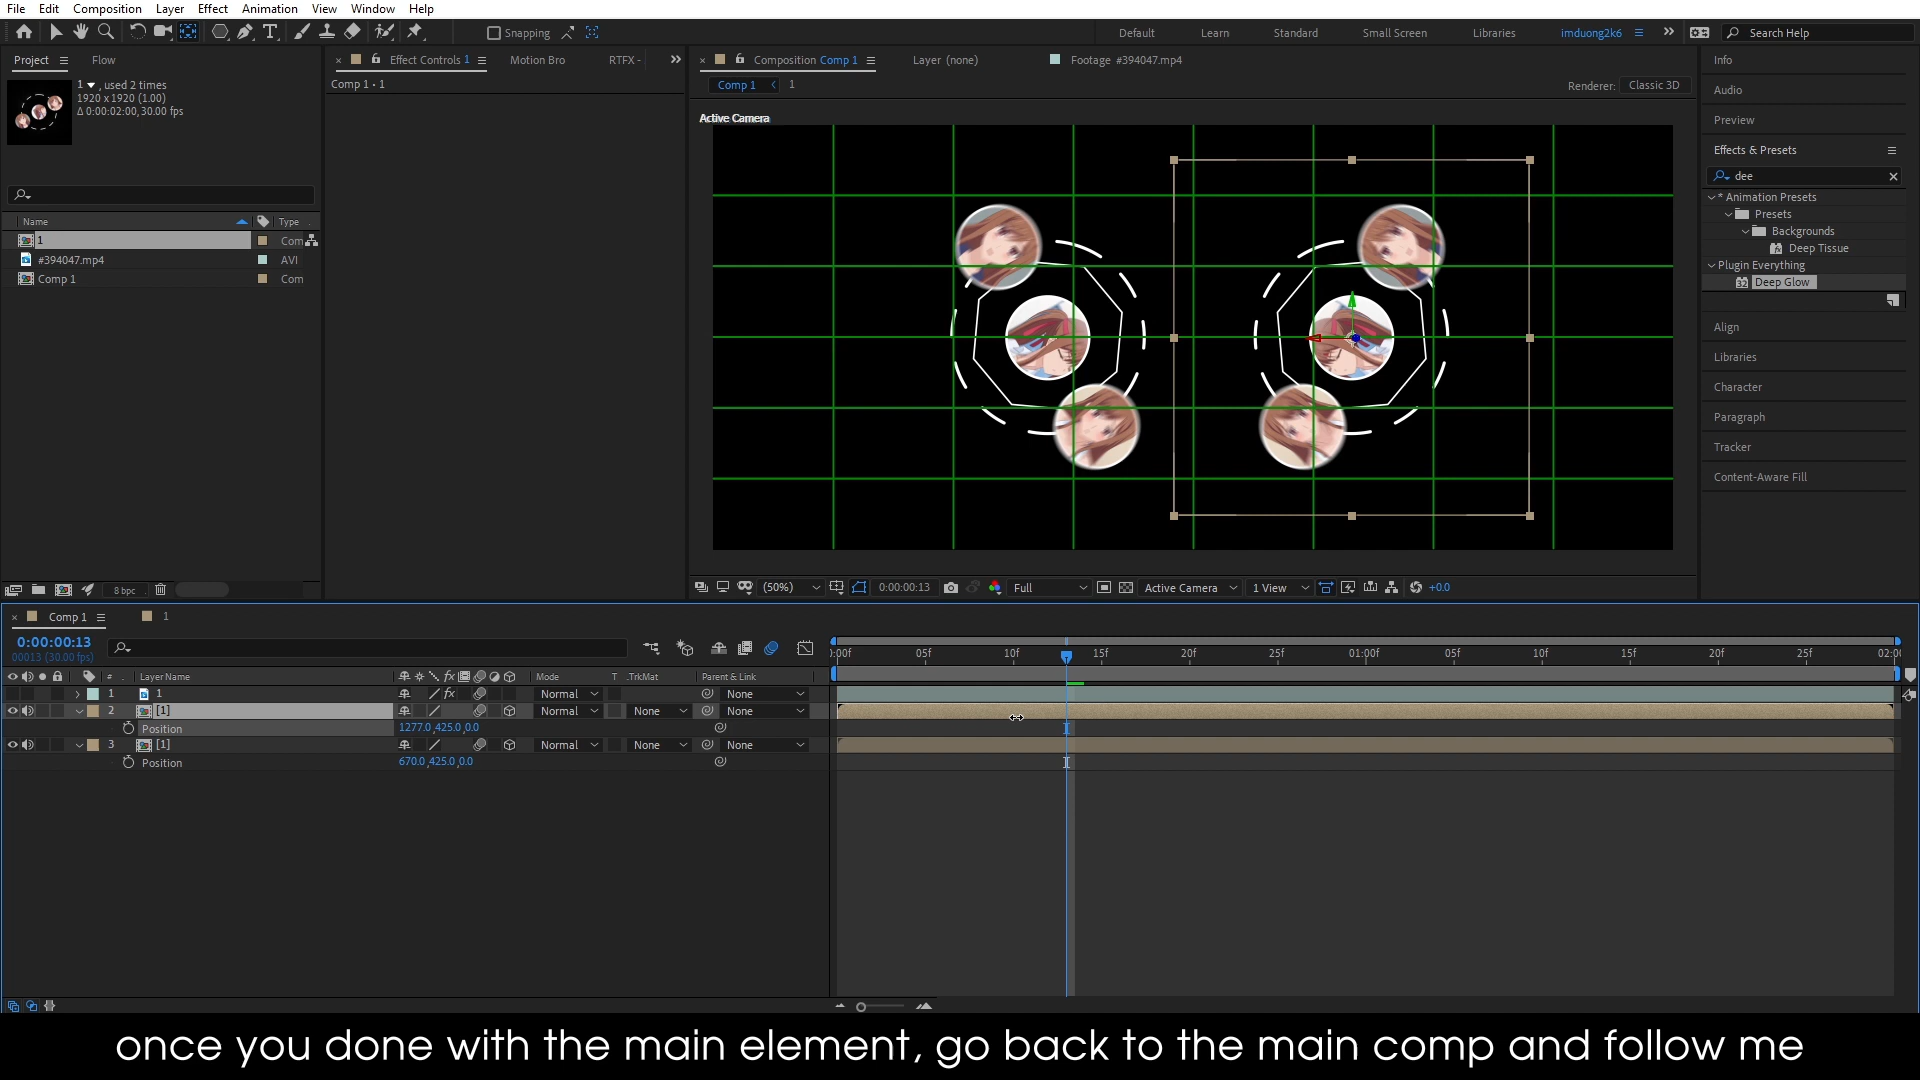 File Edit Composition Layer Effect Animation View Window Help
Snapping
Default Learn Standard Small Screen Libraries imduong2k6 Search Help
Project Flow
Effect Controls 1 Motion Bro RTFX -
Composition Comp 1 Layer (none) Footage #394047.mp4
Info
1 , used 2 times
1920 x 1920 (1.00)
Δ 0:00:02:00, 30.00 fps
Comp 1 • 1
Comp 1 1
Renderer: Classic 3D
Active Camera
Audio
Preview
Effects & Presets
dee
* Animation Presets
Presets
Backgrounds
Deep Tissue
Plugin Everything
Deep Glow
Align
Libraries
Character
Paragraph
Tracker
Content-Aware Fill
Name Type
1 Com
#394047.mp4 AVI
Comp 1 Com
8 bpc
(50%) 0:00:00:13 Full Active Camera 1 View +0.0
Comp 1 1
0:00:00:13
00013 (30.00 fps)
:00f 05f 10f 15f 20f 25f 01:00f 05f 10f 15f 20f 25f 02:00
# Layer Name Mode T .TrkMat Parent & Link
1 1 Normal None
2 [1] Normal None None
Position 1277.0,425.0,0.0
3 [1] Normal None None
Position 670.0,425.0,0.0
once you done with the main element, go back to the main comp and follow me